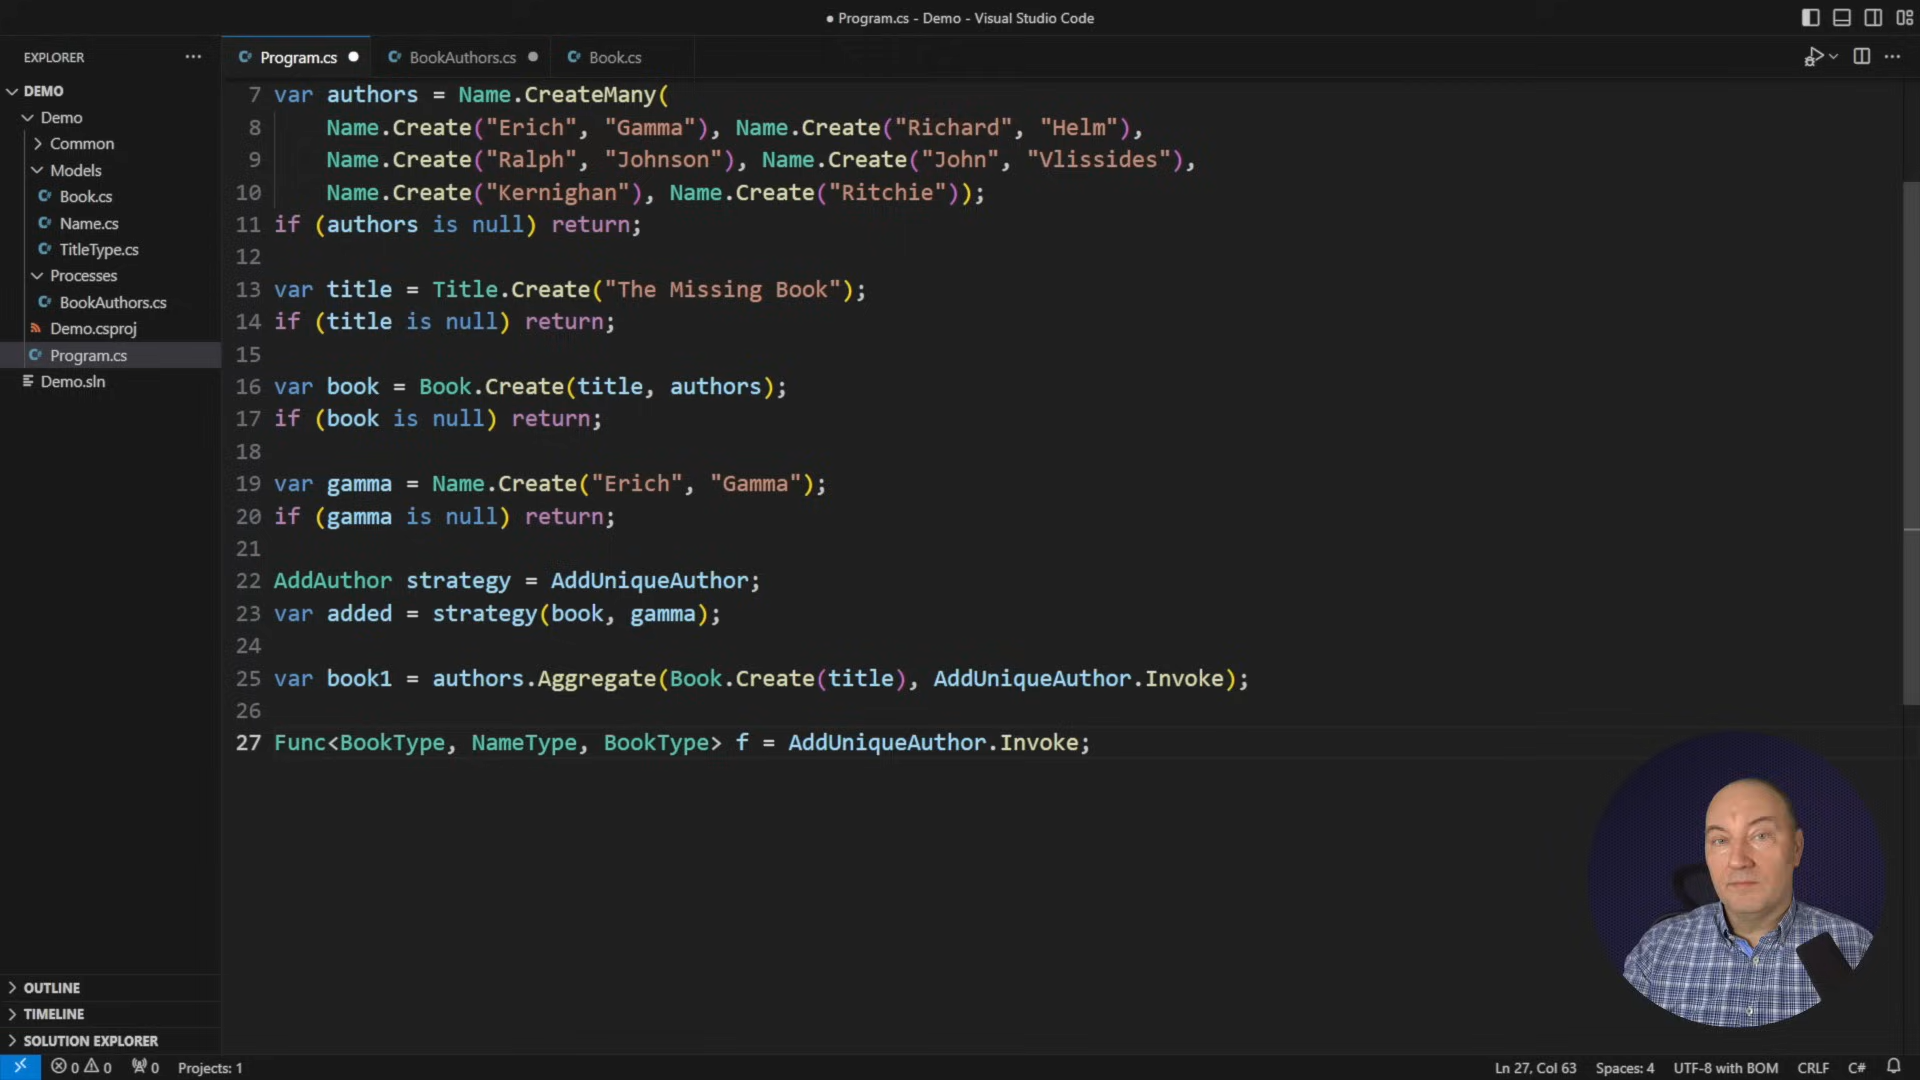 Program.cs - Demo - Visual Studio Code
EXPLORER
Program.cs
BookAuthors.cs
Book.cs
DEMO
Demo
Common
Models
Book.cs
Name.cs
TitleType.cs
Processes
BookAuthors.cs
Demo.csproj
Program.cs
Demo.sln
7 var authors = Name.CreateMany(
8 Name.Create("Erich", "Gamma"), Name.Create("Richard", "Helm"),
9 Name.Create("Ralph", "Johnson"), Name.Create("John", "Vlissides"),
10 Name.Create("Kernighan"), Name.Create("Ritchie"));
11 if (authors is null) return;
12
13 var title = Title.Create("The Missing Book");
14 if (title is null) return;
15
16 var book = Book.Create(title, authors);
17 if (book is null) return;
18
19 var gamma = Name.Create("Erich", "Gamma");
20 if (gamma is null) return;
21
22 AddAuthor strategy = AddUniqueAuthor;
23 var added = strategy(book, gamma);
24
25 var book1 = authors.Aggregate(Book.Create(title), AddUniqueAuthor.Invoke);
26
27 Func<BookType, NameType, BookType> f = AddUniqueAuthor.Invoke;
OUTLINE
TIMELINE
SOLUTION EXPLORER
0 0 0 Projects: 1
Ln 27, Col 63 Spaces: 4 UTF-8 with BOM CRLF C#